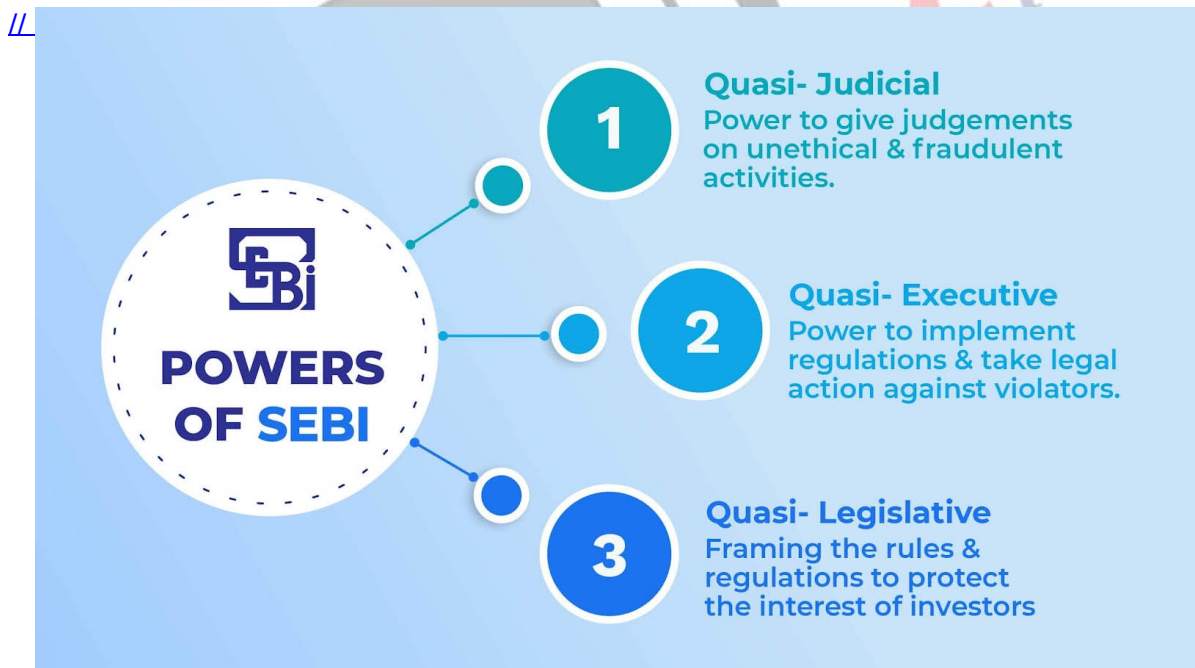 //
SEBi
POWERS
OF SEBI
1
Quasi- Judicial
Power to give judgements
on unethical & fraudulent
activities.
2
Quasi- Executive
Power to implement
regulations & take legal
action against violators.
3
Quasi- Legislative
Framing the rules &
regulations to protect
the interest of investors